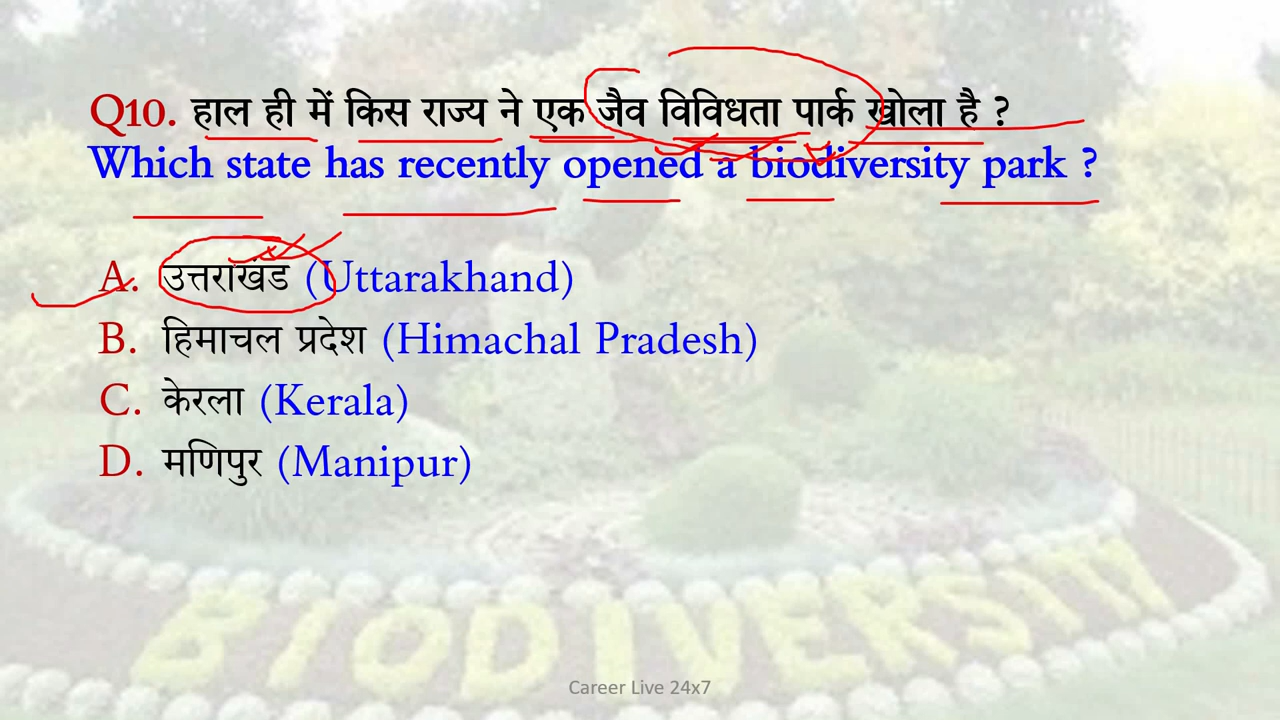 Q10. हाल ही में किस राज्य ने एक जैव विविधता पार्क खोला है ?
Which state has recently opened a biodiversity park ?
A. उत्तराखंड (Uttarakhand)
B. हिमाचल प्रदेश (Himachal Pradesh)
C. केरला (Kerala)
D. मणिपुर (Manipur)
BIODIVERSITY
Career Live 24x7